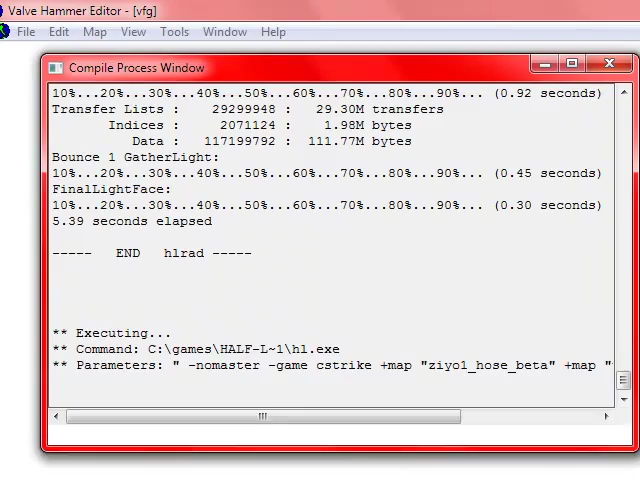 Valve Hammer Editor - [vfg]
File Edit Map View Tools Window Help
Compile Process Window
10%...20%...30%...40%...50%...60%...70%...80%...90%... (0.92 seconds)
Transfer Lists : 29299948 : 29.30M transfers
Indices : 2071124 : 1.98M bytes
Data : 117199792 : 111.77M bytes
Bounce 1 GatherLight:
10%...20%...30%...40%...50%...60%...70%...80%...90%... (0.45 seconds)
FinalLightFace:
10%...20%...30%...40%...50%...60%...70%...80%...90%... (0.30 seconds)
5.39 seconds elapsed
----- END hlrad -----
** Executing...
** Command: C:\games\HALF-L~1\hl.exe
** Parameters: " -nomaster -game cstrike +map "ziyo1_hose_beta" +map "